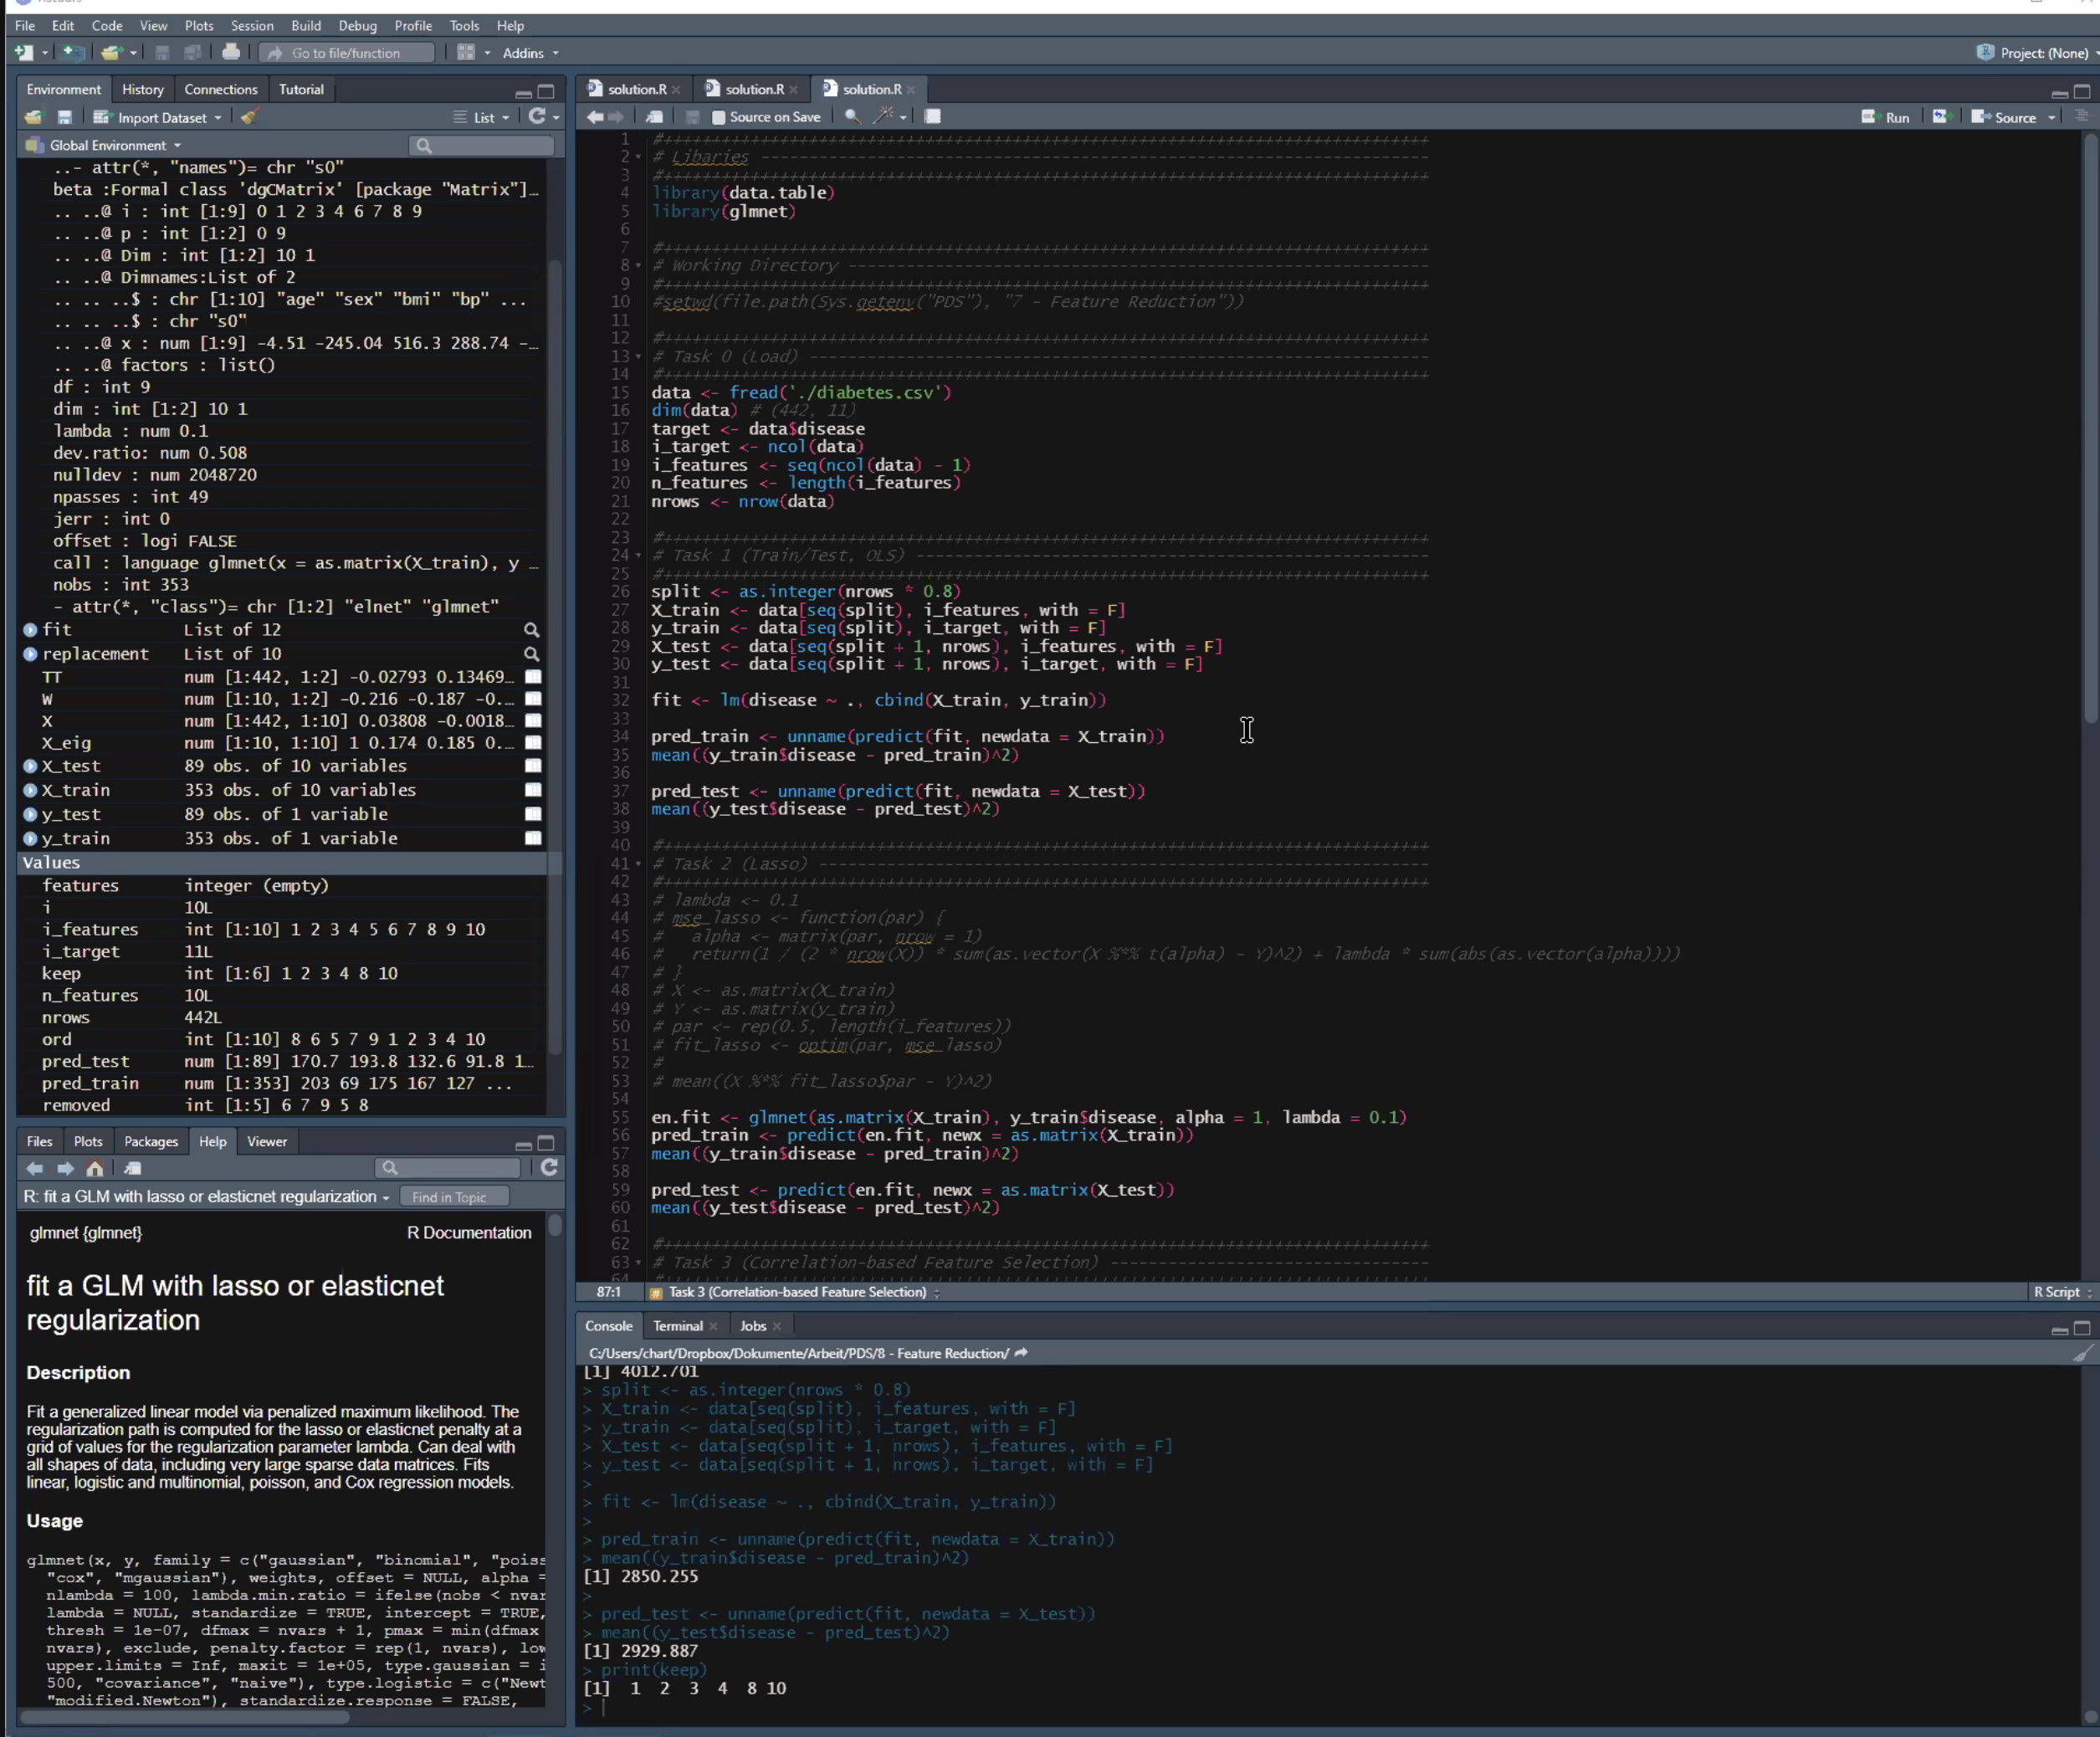 File Edit Code View Plots Session Build Debug Profile Tools Help
Go to file/function Addins Project: (None)
Environment History Connections Tutorial
Import Dataset List
Global Environment
..- attr(*, "names")= chr "s0"
beta :Formal class 'dgCMatrix' [package "Matrix"]…
.. ..@ i : int [1:9] 0 1 2 3 4 6 7 8 9
.. ..@ p : int [1:2] 0 9
.. ..@ Dim : int [1:2] 10 1
.. ..@ Dimnames:List of 2
.. .. ..$ : chr [1:10] "age" "sex" "bmi" "bp" ...
.. .. ..$ : chr "s0"
.. ..@ x : num [1:9] -4.51 -245.04 516.3 288.74 -…
.. ..@ factors : list()
df : int 9
dim : int [1:2] 10 1
lambda : num 0.1
dev.ratio: num 0.508
nulldev : num 2048720
npasses : int 49
jerr : int 0
offset : logi FALSE
call : language glmnet(x = as.matrix(X_train), y …
nobs : int 353
- attr(*, "class")= chr [1:2] "elnet" "glmnet"
fit List of 12
replacement List of 10
TT num [1:442, 1:2] -0.02793 0.13469…
W num [1:10, 1:2] -0.216 -0.187 -0.…
X num [1:442, 1:10] 0.03808 -0.0018…
X_eig num [1:10, 1:10] 1 0.174 0.185 0.…
X_test 89 obs. of 10 variables
X_train 353 obs. of 10 variables
y_test 89 obs. of 1 variable
y_train 353 obs. of 1 variable
Values
features integer (empty)
i 10L
i_features int [1:10] 1 2 3 4 5 6 7 8 9 10
i_target 11L
keep int [1:6] 1 2 3 4 8 10
n_features 10L
nrows 442L
ord int [1:10] 8 6 5 7 9 1 2 3 4 10
pred_test num [1:89] 170.7 193.8 132.6 91.8 1…
pred_train num [1:353] 203 69 175 167 127 ...
removed int [1:5] 6 7 9 5 8
Files Plots Packages Help Viewer
R: fit a GLM with lasso or elasticnet regularization Find in Topic
glmnet {glmnet} R Documentation
fit a GLM with lasso or elasticnet
regularization
Description
Fit a generalized linear model via penalized maximum likelihood. The
regularization path is computed for the lasso or elasticnet penalty at a
grid of values for the regularization parameter lambda. Can deal with
all shapes of data, including very large sparse data matrices. Fits
linear, logistic and multinomial, poisson, and Cox regression models.
Usage
glmnet(x, y, family = c("gaussian", "binomial", "poiss
"cox", "mgaussian"), weights, offset = NULL, alpha =
nlambda = 100, lambda.min.ratio = ifelse(nobs < nvar
lambda = NULL, standardize = TRUE, intercept = TRUE,
thresh = 1e-07, dfmax = nvars + 1, pmax = min(dfmax
nvars), exclude, penalty.factor = rep(1, nvars), low
upper.limits = Inf, maxit = 1e+05, type.gaussian = i
500, "covariance", "naive"), type.logistic = c("Newt
"modified.Newton"), standardize.response = FALSE,
solution.R solution.R solution.R
Source on Save Run Source
1 #++++++++++++++++++++++++++++++++++++++++++++++++++++++++++++++++++++++++++++++
2 # Libaries --------------------------------------------------------------------
3 #++++++++++++++++++++++++++++++++++++++++++++++++++++++++++++++++++++++++++++++
4 library(data.table)
5 library(glmnet)
6
7 #++++++++++++++++++++++++++++++++++++++++++++++++++++++++++++++++++++++++++++++
8 # Working Directory -----------------------------------------------------------
9 #++++++++++++++++++++++++++++++++++++++++++++++++++++++++++++++++++++++++++++++
10 #setwd(file.path(Sys.getenv("PDS"), "7 - Feature Reduction"))
11
12 #++++++++++++++++++++++++++++++++++++++++++++++++++++++++++++++++++++++++++++++
13 # Task 0 (Load) ---------------------------------------------------------------
14 #++++++++++++++++++++++++++++++++++++++++++++++++++++++++++++++++++++++++++++++
15 data <- fread('./diabetes.csv')
16 dim(data) # (442, 11)
17 target <- data$disease
18 i_target <- ncol(data)
19 i_features <- seq(ncol(data) - 1)
20 n_features <- length(i_features)
21 nrows <- nrow(data)
22
23 #++++++++++++++++++++++++++++++++++++++++++++++++++++++++++++++++++++++++++++++
24 # Task 1 (Train/Test, OLS) ----------------------------------------------------
25 #++++++++++++++++++++++++++++++++++++++++++++++++++++++++++++++++++++++++++++++
26 split <- as.integer(nrows * 0.8)
27 X_train <- data[seq(split), i_features, with = F]
28 y_train <- data[seq(split), i_target, with = F]
29 X_test <- data[seq(split + 1, nrows), i_features, with = F]
30 y_test <- data[seq(split + 1, nrows), i_target, with = F]
31
32 fit <- lm(disease ~ ., cbind(X_train, y_train))
33
34 pred_train <- unname(predict(fit, newdata = X_train))
35 mean((y_train$disease - pred_train)^2)
36
37 pred_test <- unname(predict(fit, newdata = X_test))
38 mean((y_test$disease - pred_test)^2)
39
40 #++++++++++++++++++++++++++++++++++++++++++++++++++++++++++++++++++++++++++++++
41 # Task 2 (Lasso) --------------------------------------------------------------
42 #++++++++++++++++++++++++++++++++++++++++++++++++++++++++++++++++++++++++++++++
43 # lambda <- 0.1
44 # mse_lasso <- function(par) {
45 #   alpha <- matrix(par, nrow = 1)
46 #   return(1 / (2 * nrow(X)) * sum(as.vector(X %*% t(alpha) - Y)^2) + lambda * sum(abs(as.vector(alpha))))
47 # }
48 # X <- as.matrix(X_train)
49 # Y <- as.matrix(y_train)
50 # par <- rep(0.5, length(i_features))
51 # fit_lasso <- optim(par, mse_lasso)
52 #
53 # mean((X %*% fit_lasso$par - Y)^2)
54
55 en.fit <- glmnet(as.matrix(X_train), y_train$disease, alpha = 1, lambda = 0.1)
56 pred_train <- predict(en.fit, newx = as.matrix(X_train))
57 mean((y_train$disease - pred_train)^2)
58
59 pred_test <- predict(en.fit, newx = as.matrix(X_test))
60 mean((y_test$disease - pred_test)^2)
61
62 #++++++++++++++++++++++++++++++++++++++++++++++++++++++++++++++++++++++++++++++
63 # Task 3 (Correlation-based Feature Selection) --------------------------------
64
87:1 # Task 3 (Correlation-based Feature Selection) R Script
Console Terminal Jobs
C:/Users/chart/Dropbox/Dokumente/Arbeit/PDS/8 - Feature Reduction/
[1] 4012.701
> split <- as.integer(nrows * 0.8)
> X_train <- data[seq(split), i_features, with = F]
> y_train <- data[seq(split), i_target, with = F]
> X_test <- data[seq(split + 1, nrows), i_features, with = F]
> y_test <- data[seq(split + 1, nrows), i_target, with = F]
>
> fit <- lm(disease ~ ., cbind(X_train, y_train))
>
> pred_train <- unname(predict(fit, newdata = X_train))
> mean((y_train$disease - pred_train)^2)
[1] 2850.255
>
> pred_test <- unname(predict(fit, newdata = X_test))
> mean((y_test$disease - pred_test)^2)
[1] 2929.887
> print(keep)
[1]  1  2  3  4  8 10
>